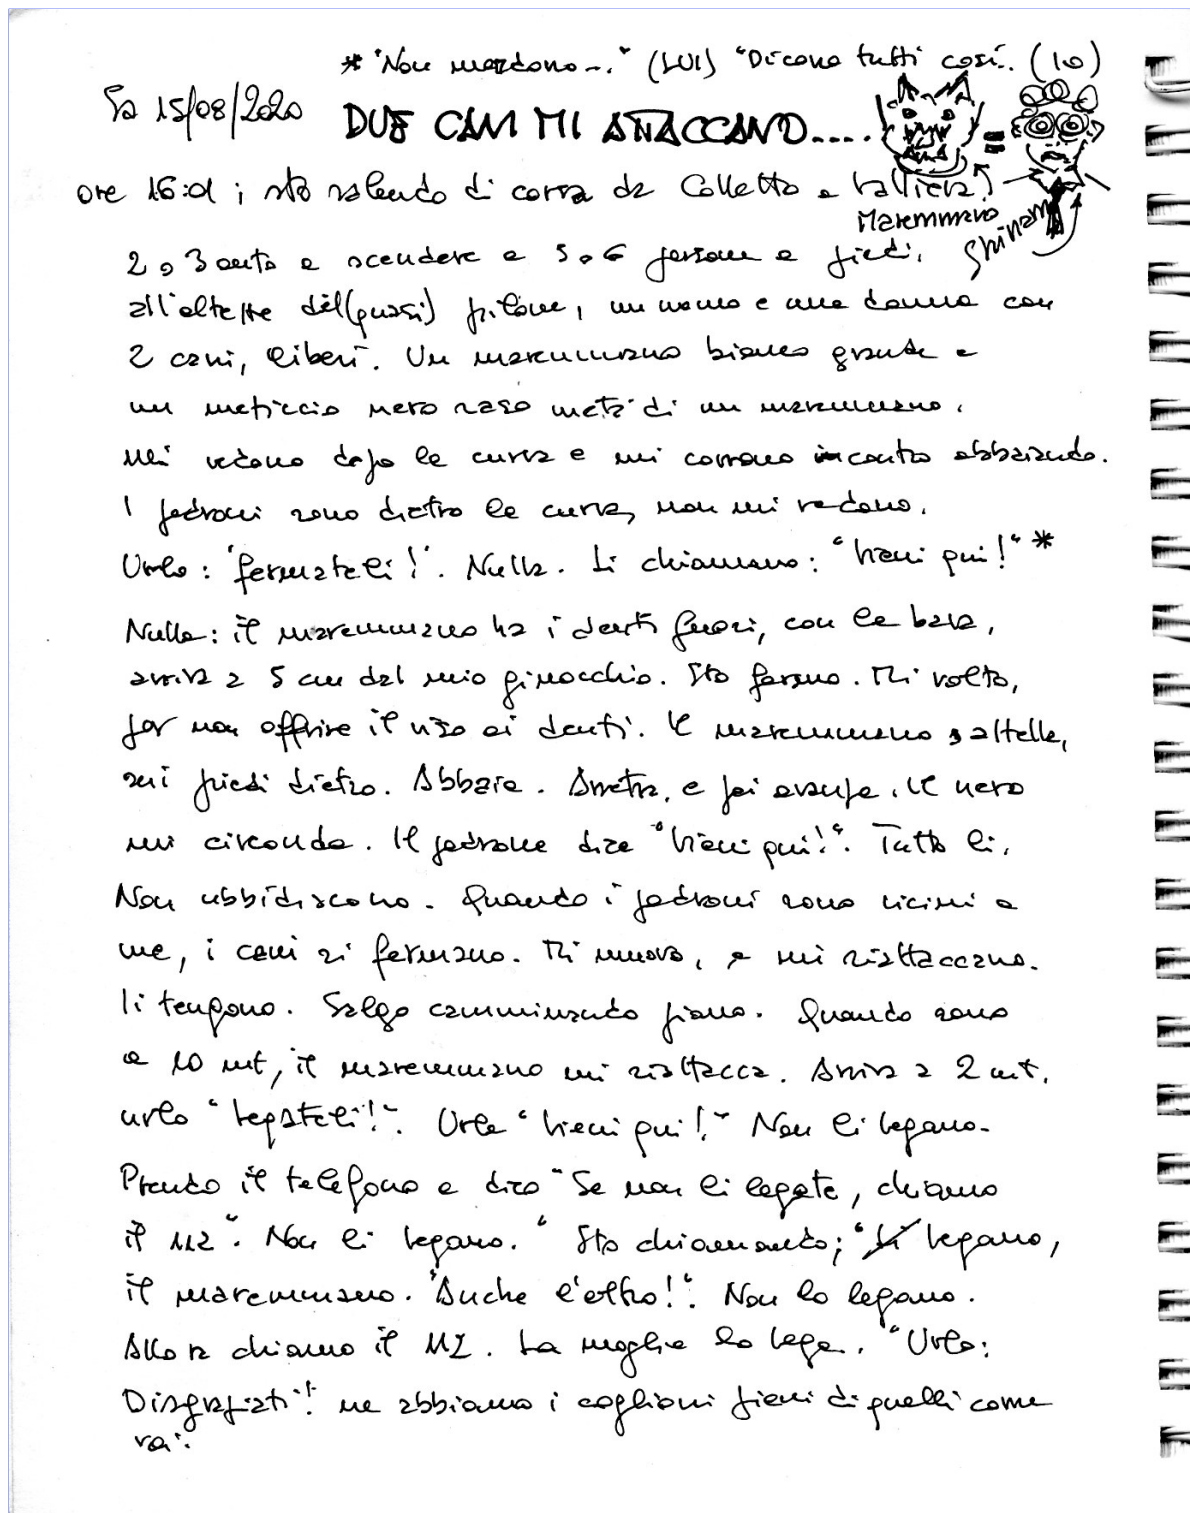 * "Non mordono..." (LUI) "Dicono tutti così.. (IO)
Sa 15/08/2020
DUE CANI MI ATTACCANO....
=
ore 16:01; sto salendo di corsa da Colletto a
Maremmano
2 o 3 auto a scendere e 5 o 6 persone a piedi.
all'altezza del (quasi) pilone, un uomo e una donna con
2 cani, liberi. Un maremmano bianco grande e
un meticcio nero raso metà di un maremmano.
Mi vedono dopo la curva e mi corrono incontro abbaiando.
I padroni sono dietro la curva, non mi vedono.
Urlo: "fermateli!". Nulla. Li chiamano: "Vieni qui!" *
Nulla: il maremmano ha i denti fuori, con la bava,
arriva a 5 cm dal mio ginocchio. Sto fermo. Mi volto,
per non offrire il viso ai denti. Il maremmano saltella,
sui piedi dietro. Abbaia. Arretra, e poi avanza. Il nero
mi circonda. Il padrone dice "Vieni qui!". Tutto lì.
Non ubbidiscono. Quando i padroni sono vicini a
me, i cani si fermano. Mi muovo, e mi riattaccano.
li tengono. Salgo camminando piano. Quando sono
a 10 mt, il maremmano mi riattacca. Arriva a 2 mt.
urlo "legateli!". Urla "Vieni qui!" Non li legano.
Prendo il telefono e dico "Se non li legate, chiamo
il 112". Non li legano. "Sto chiamando;" legano,
il maremmano. "Anche l'altro!". Non lo legano.
Allora chiamo il 112. La moglie lo lega. "Urlo:
Disgraziati! ne abbiamo i coglioni pieni di quelli come
voi".